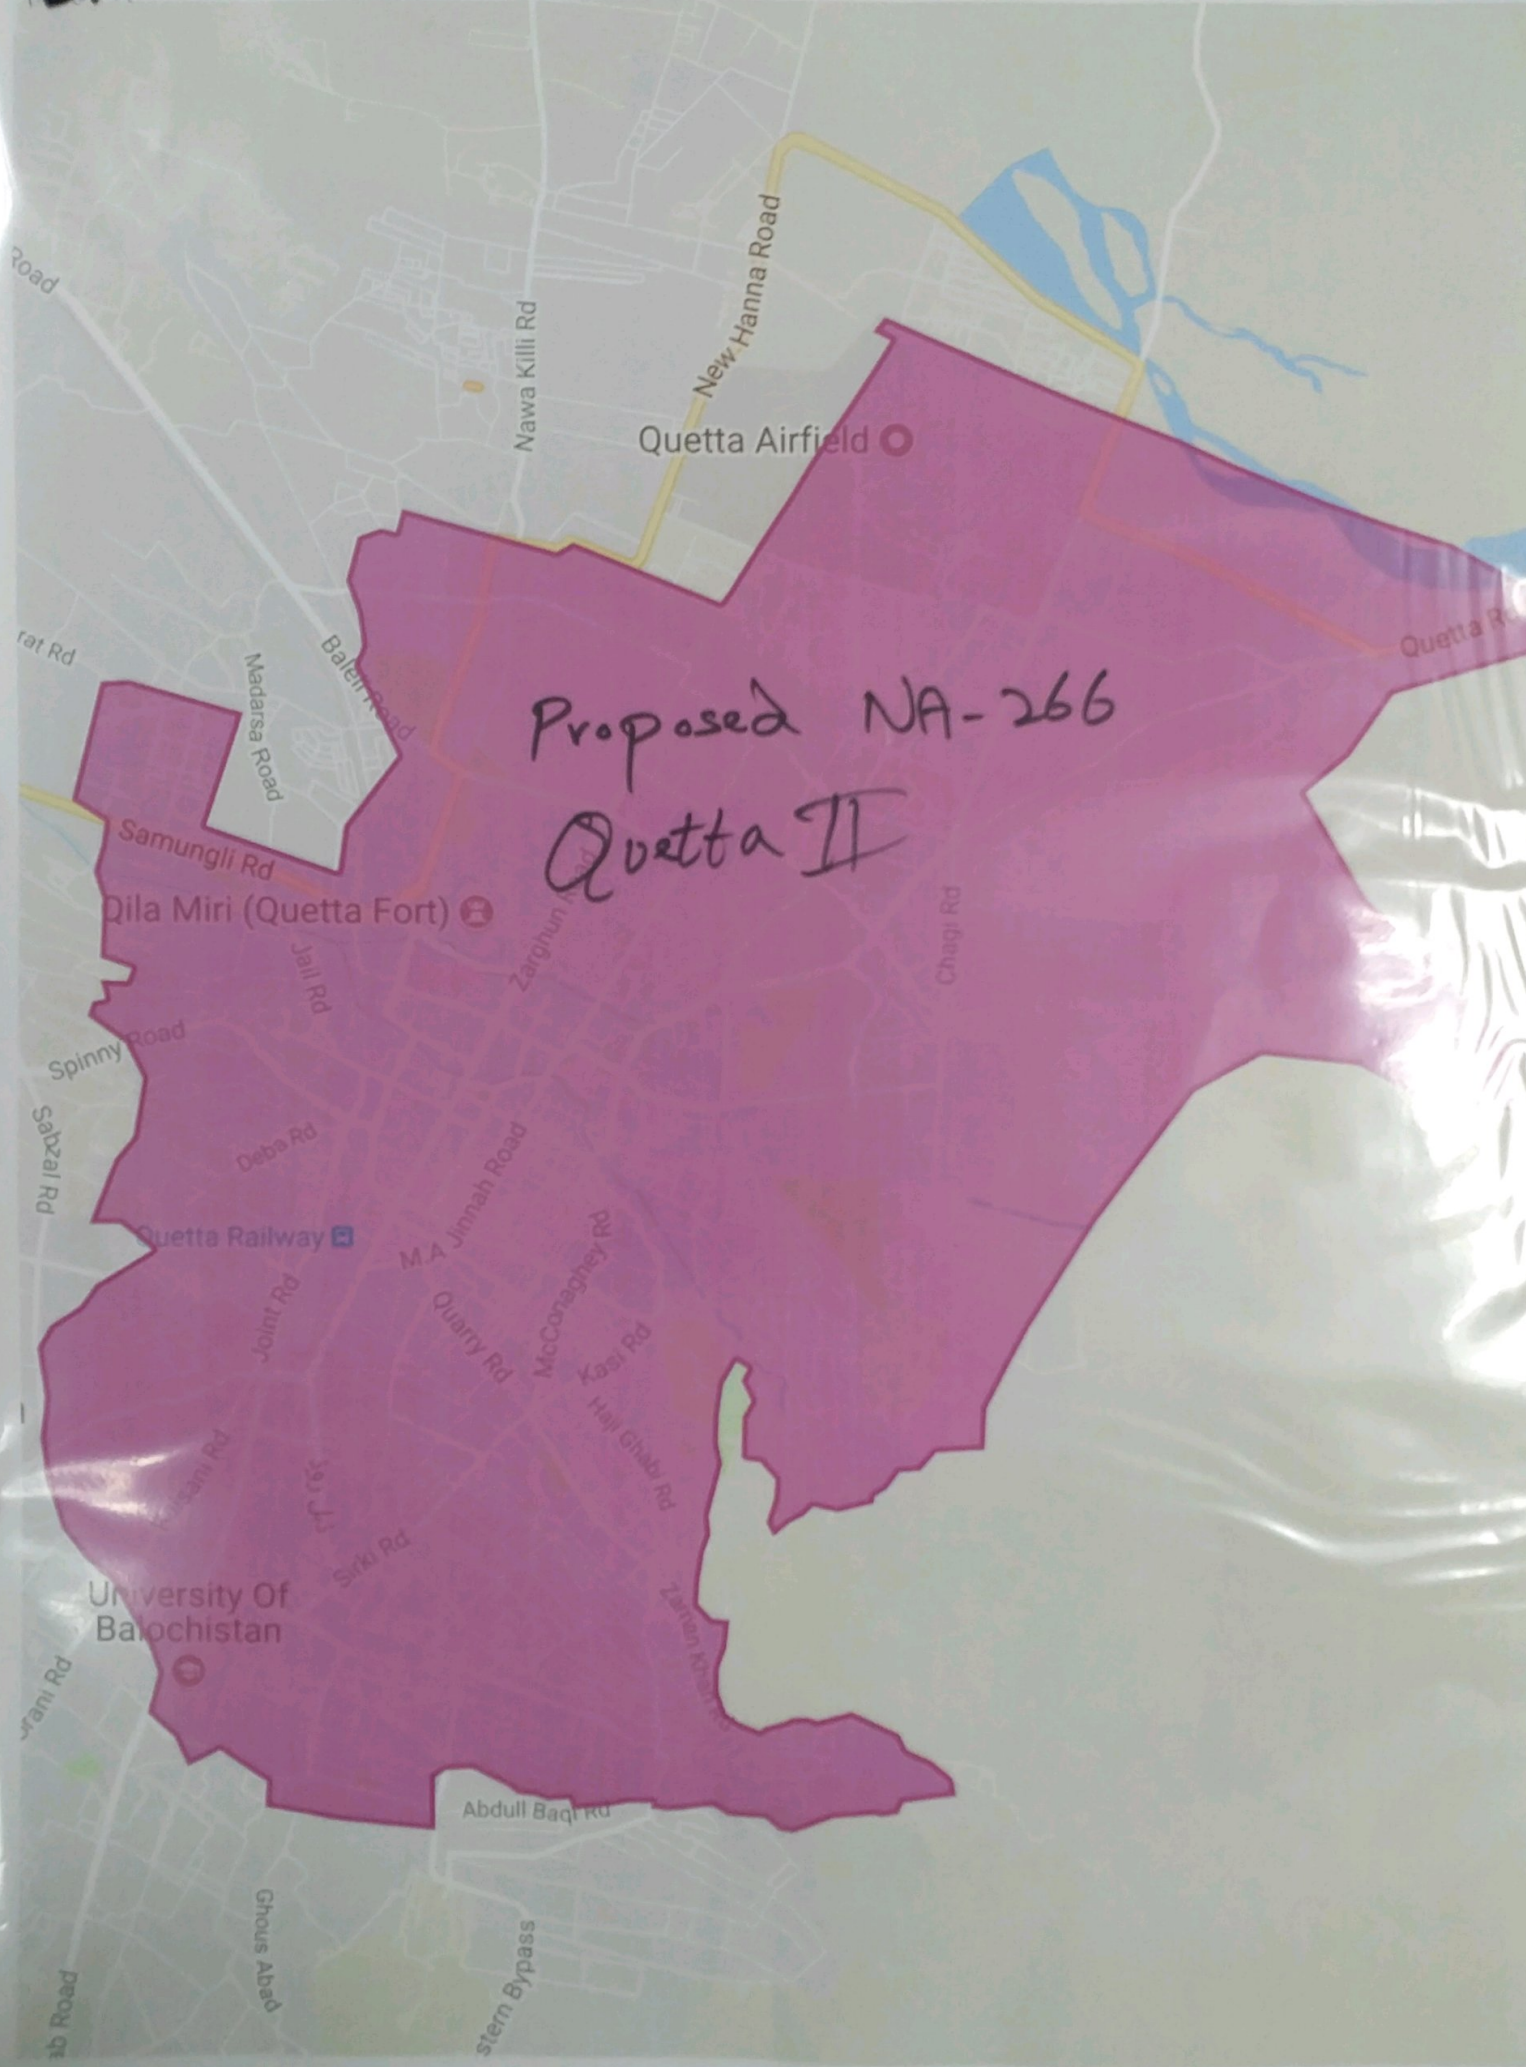 Road
New Hanna Road
Nawa Killi Rd
Quetta Airfield
Quetta
rat Rd
Madarsa Road
Baleli Road
Proposed NA-266
Quetta II
Samungli Rd
Qila Miri (Quetta Fort)
Jail Rd
Zarghun Road
Chagi Rd
Spinny Road
Sabzal Rd
Deba Rd
Quetta Railway
M.A Jinnah Road
McConaghey Rd
Joint Rd
Quarry Rd
Kasi Rd
Haji Ghabi Rd
sani Rd
Sirki Rd
University Of
Balochistan
Zaman Khan
rani Rd
Abdull Baqi Rd
Ghous Abad
stern Bypass
ab Road